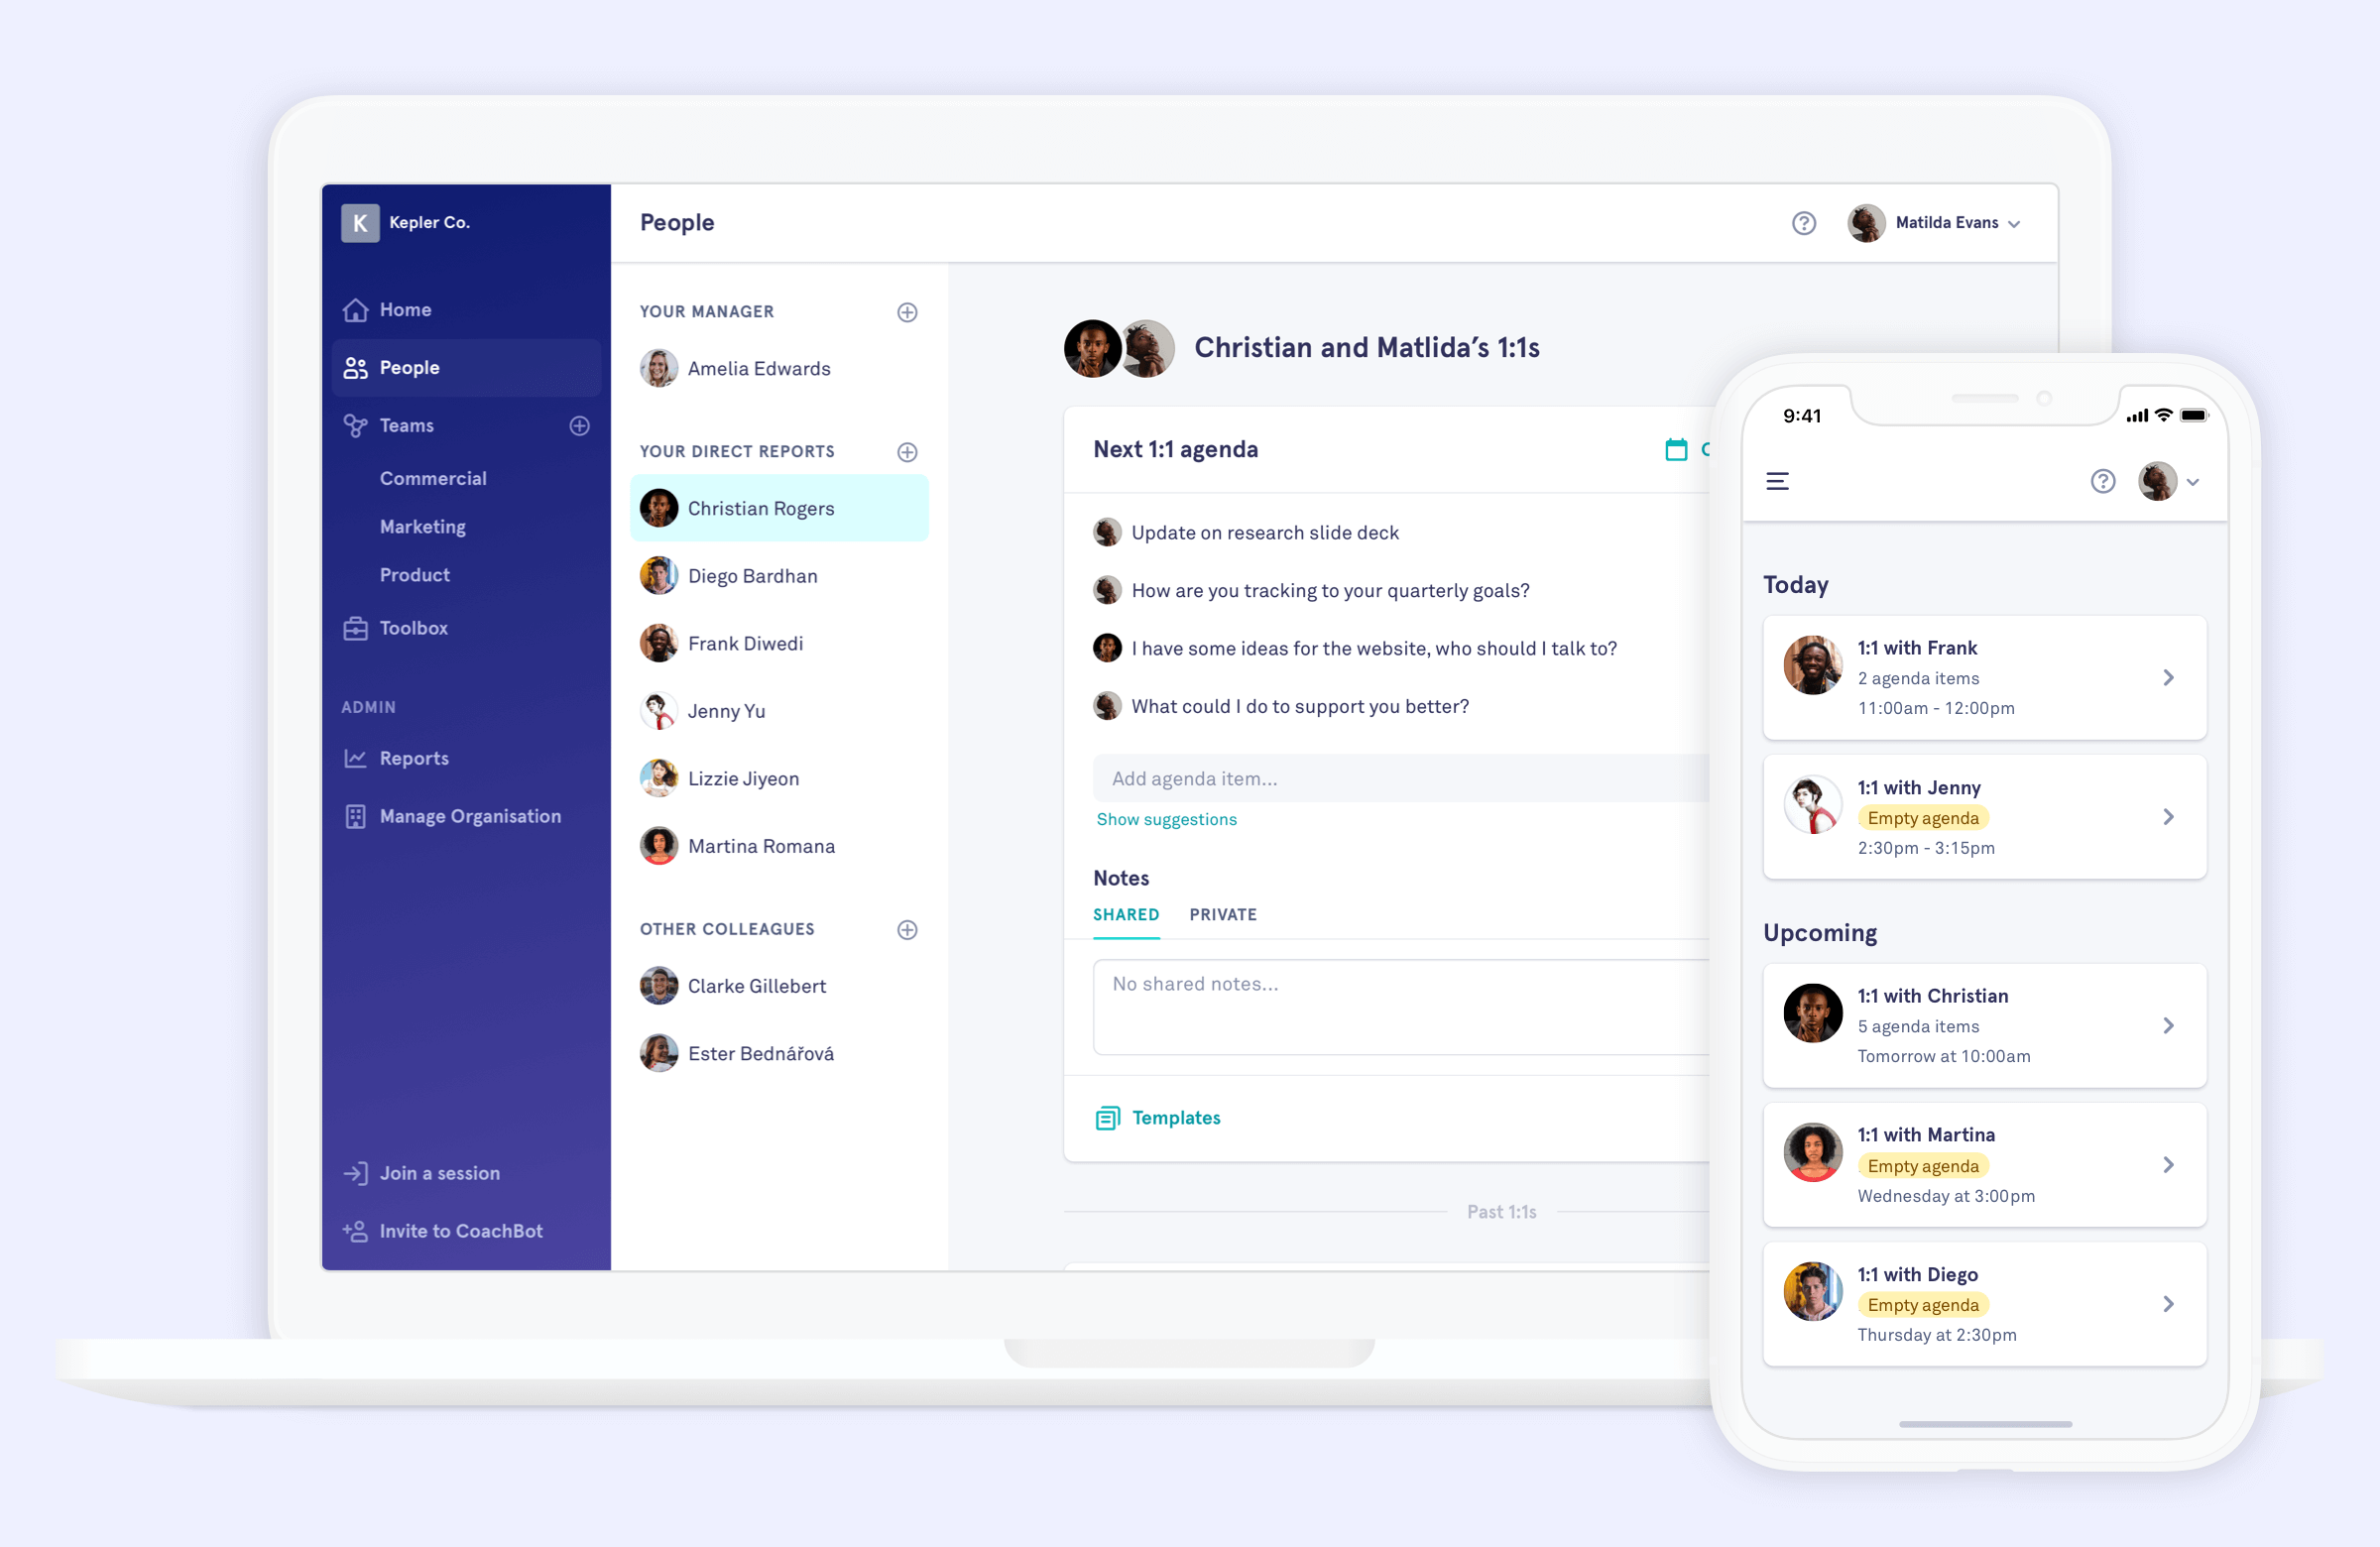 K Kepler Co.
Home
People
Teams
Commercial
Marketing
Product
Toolbox
ADMIN
Reports
Manage Organisation
Join a session
Invite to CoachBot
People
Matilda Evans
YOUR MANAGER
Amelia Edwards
YOUR DIRECT REPORTS
Christian Rogers
Diego Bardhan
Frank Diwedi
Jenny Yu
Lizzie Jiyeon
Martina Romana
OTHER COLLEAGUES
Clarke Gillebert
Ester Bednářová
Christian and Matlida’s 1:1s
Next 1:1 agenda
Update on research slide deck
How are you tracking to your quarterly goals?
I have some ideas for the website, who should I talk to?
What could I do to support you better?
Add agenda item...
Show suggestions
Notes
SHARED PRIVATE
No shared notes...
Templates
Past 1:1s
9:41
Today
1:1 with Frank
2 agenda items
11:00am - 12:00pm
1:1 with Jenny
Empty agenda
2:30pm - 3:15pm
Upcoming
1:1 with Christian
5 agenda items
Tomorrow at 10:00am
1:1 with Martina
Empty agenda
Wednesday at 3:00pm
1:1 with Diego
Empty agenda
Thursday at 2:30pm